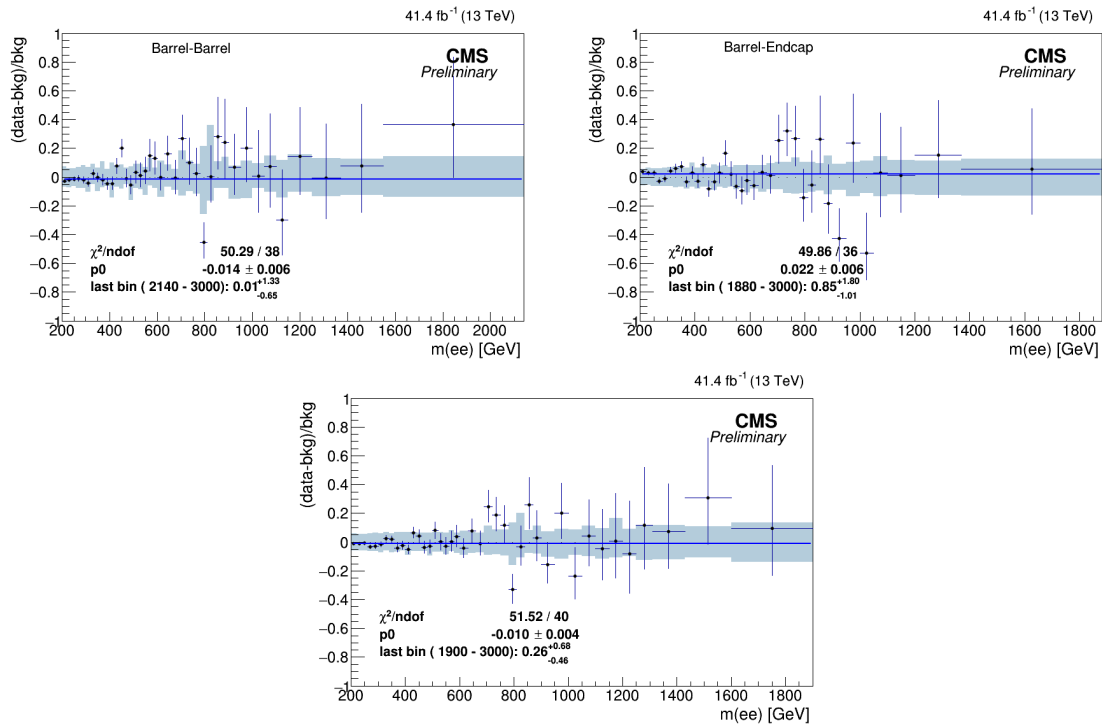 41.4 fb⁻¹ (13 TeV)
(data-bkg)/bkg
1
0.8
0.6
0.4
0.2
0
−0.2
−0.4
−0.6
−0.8
−1
Barrel-Barrel
CMS
Preliminary
χ²/ndof 50.29 / 38
p0 -0.014 ± 0.006
last bin ( 2140 - 3000): 0.01 +1.33 -0.65
200 400 600 800 1000 1200 1400 1600 1800 2000
m(ee) [GeV]
41.4 fb⁻¹ (13 TeV)
(data-bkg)/bkg
1
0.8
0.6
0.4
0.2
0
−0.2
−0.4
−0.6
−0.8
−1
Barrel-Endcap
CMS
Preliminary
χ²/ndof 49.86 / 36
p0 0.022 ± 0.006
last bin ( 1880 - 3000): 0.85 +1.80 -1.01
200 400 600 800 1000 1200 1400 1600 1800
m(ee) [GeV]
41.4 fb⁻¹ (13 TeV)
(data-bkg)/bkg
1
0.8
0.6
0.4
0.2
0
−0.2
−0.4
−0.6
−0.8
−1
CMS
Preliminary
χ²/ndof 51.52 / 40
p0 -0.010 ± 0.004
last bin ( 1900 - 3000): 0.26 +0.68 -0.46
200 400 600 800 1000 1200 1400 1600 1800
m(ee) [GeV]